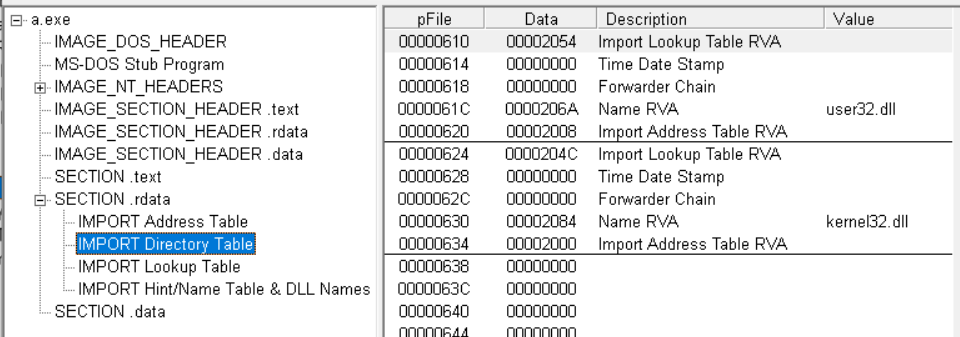 a.exe
IMAGE_DOS_HEADER
MS-DOS Stub Program
IMAGE_NT_HEADERS
IMAGE_SECTION_HEADER .text
IMAGE_SECTION_HEADER .rdata
IMAGE_SECTION_HEADER .data
SECTION .text
SECTION .rdata
IMPORT Address Table
IMPORT Directory Table
IMPORT Lookup Table
IMPORT Hint/Name Table & DLL Names
SECTION .data
pFile Data Description Value
00000610 00002054 Import Lookup Table RVA
00000614 00000000 Time Date Stamp
00000618 00000000 Forwarder Chain
0000061C 0000206A Name RVA user32.dll
00000620 00002008 Import Address Table RVA
00000624 0000204C Import Lookup Table RVA
00000628 00000000 Time Date Stamp
0000062C 00000000 Forwarder Chain
00000630 00002084 Name RVA kernel32.dll
00000634 00002000 Import Address Table RVA
00000638 00000000
0000063C 00000000
00000640 00000000
00000644 00000000